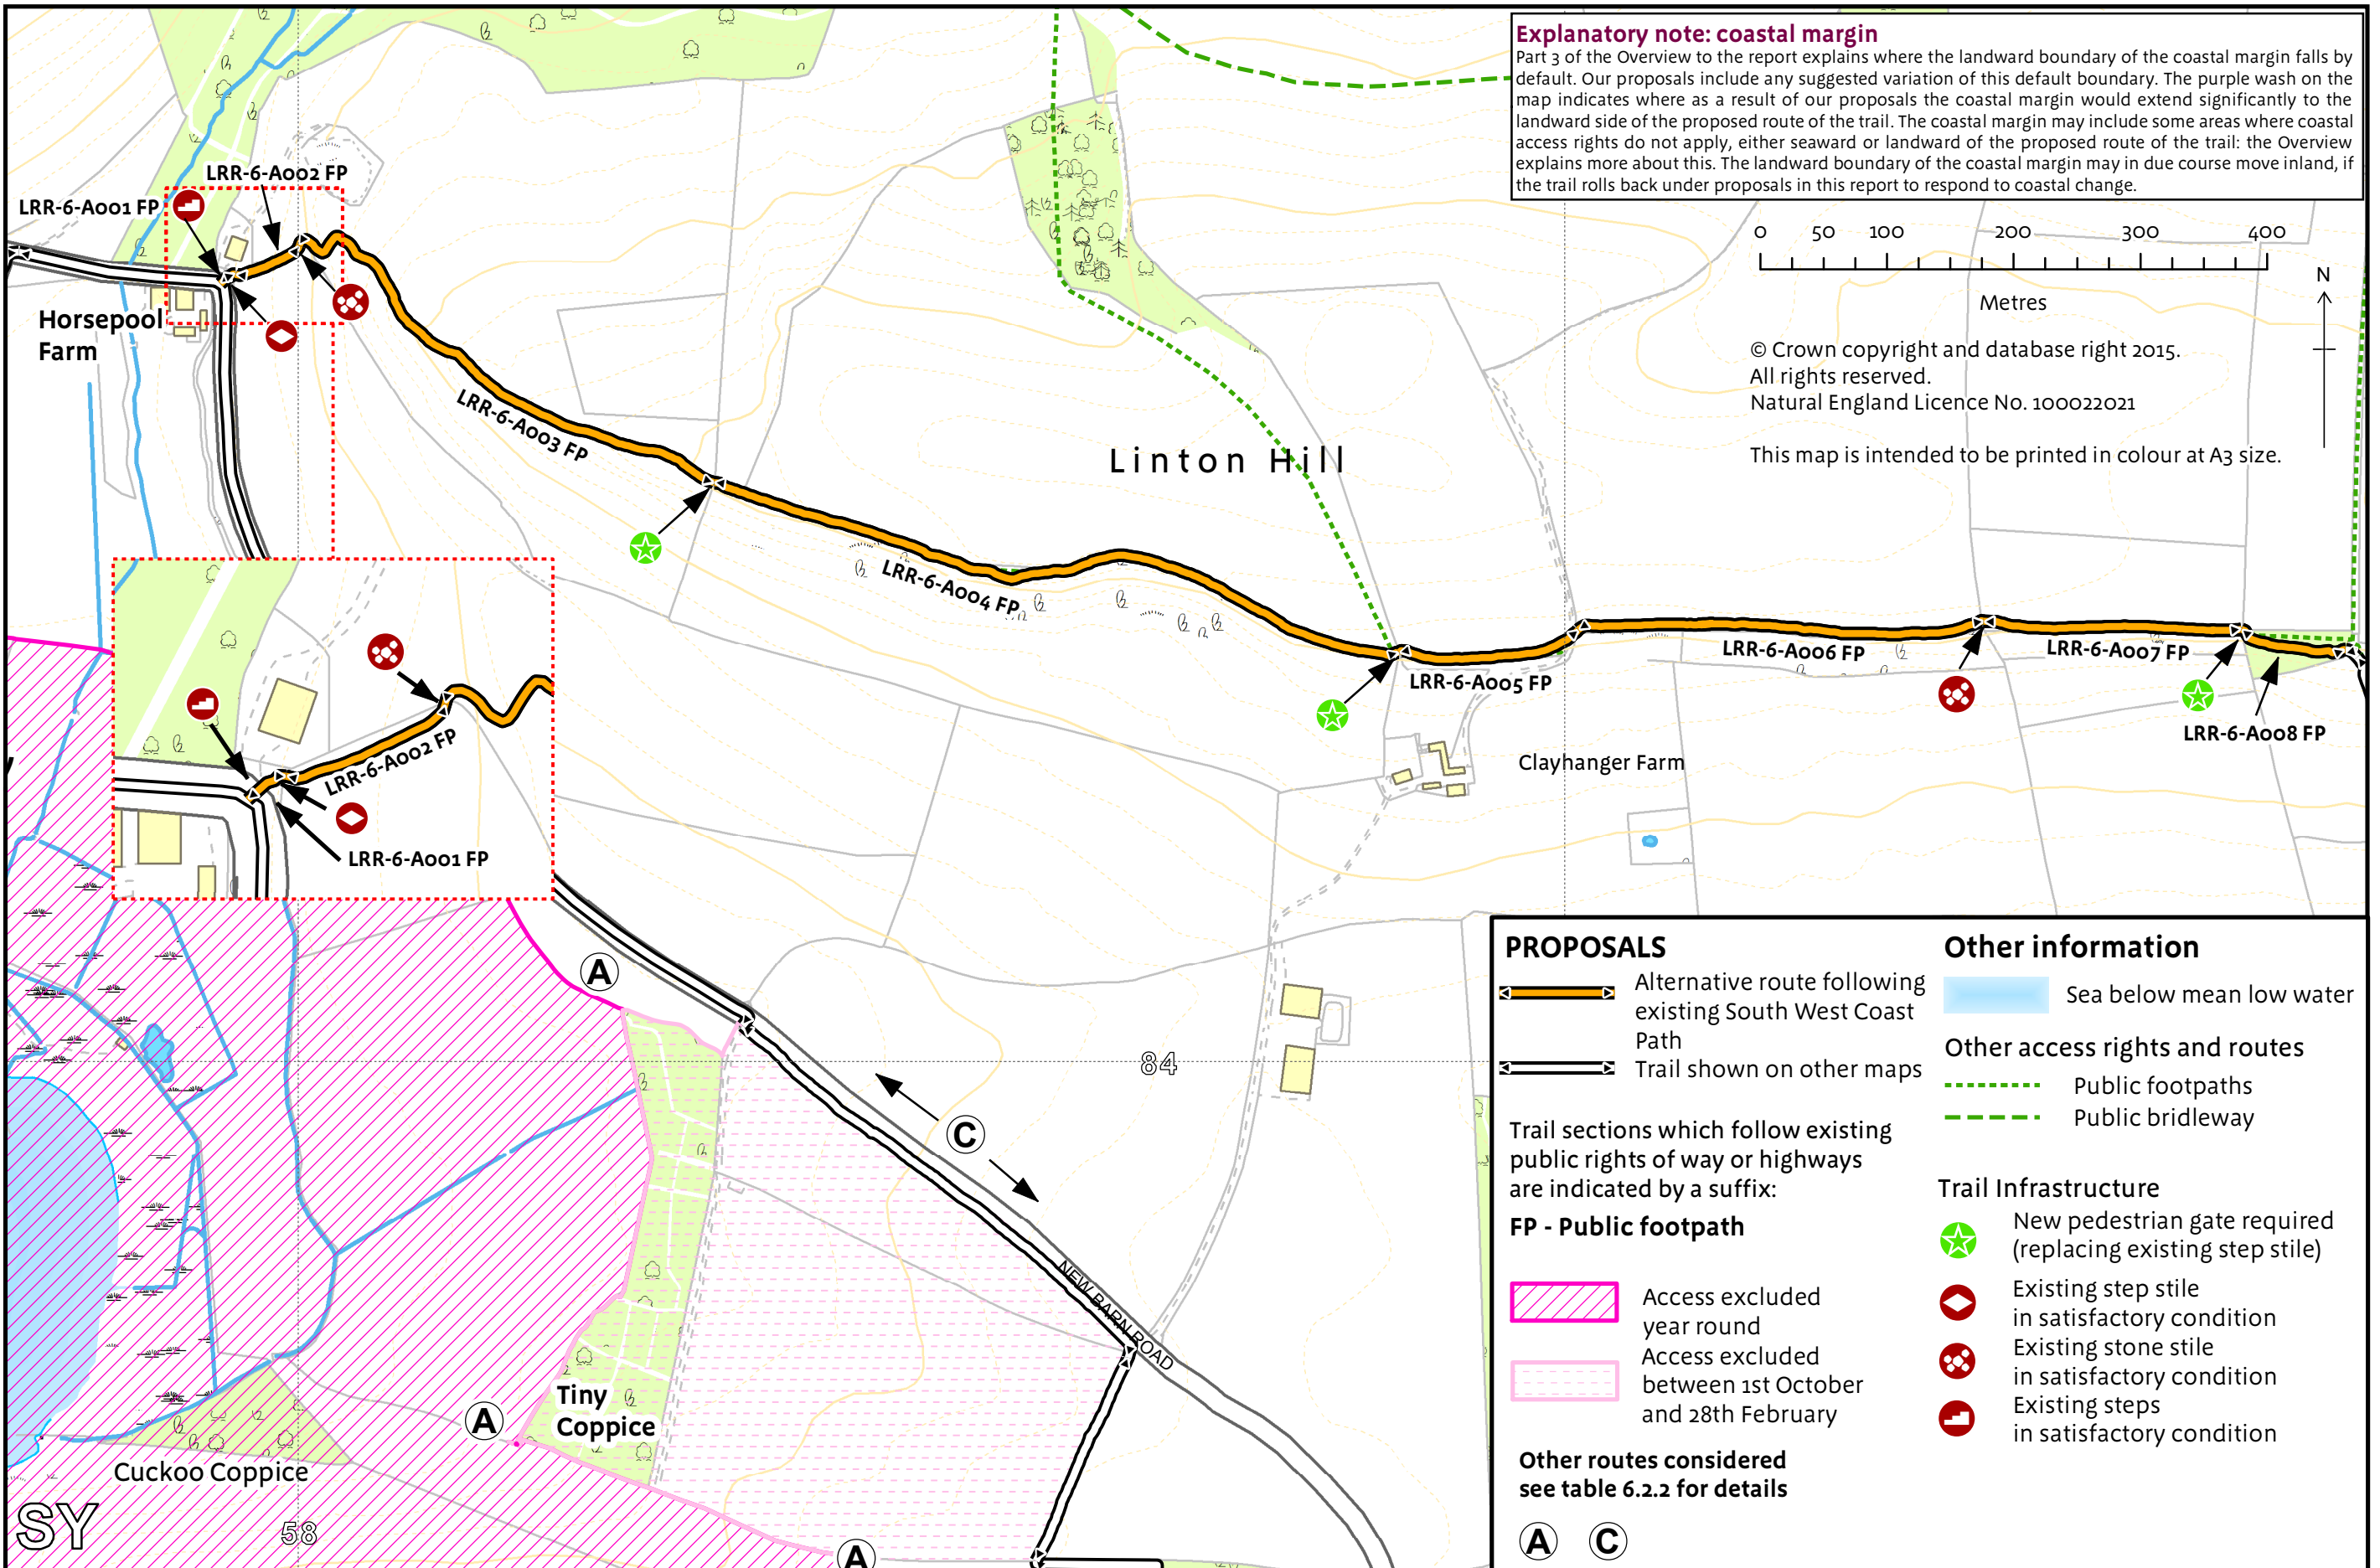 Explanatory note: coastal margin
Part 3 of the Overview to the report explains where the landward boundary of the coastal margin falls by
default. Our proposals include any suggested variation of this default boundary. The purple wash on the
map indicates where as a result of our proposals the coastal margin would extend significantly to the
landward side of the proposed route of the trail. The coastal margin may include some areas where coastal
access rights do not apply, either seaward or landward of the proposed route of the trail: the Overview
explains more about this. The landward boundary of the coastal margin may in due course move inland, if
the trail rolls back under proposals in this report to respond to coastal change.
0 50 100 200 300 400
Metres
N
© Crown copyright and database right 2015.
All rights reserved.
Natural England Licence No. 100022021
This map is intended to be printed in colour at A3 size.
LRR-6-A002 FP
LRR-6-A001 FP
Horsepool
Farm
LRR-6-A003 FP
Linton Hill
LRR-6-A004 FP
LRR-6-A005 FP
LRR-6-A006 FP
LRR-6-A007 FP
LRR-6-A008 FP
Clayhanger Farm
LRR-6-A002 FP
LRR-6-A001 FP
A
84
C
NEW BARN ROAD
Tiny
Coppice
A
Cuckoo Coppice
SY
58
A
PROPOSALS
Alternative route following
existing South West Coast
Path
Trail shown on other maps
Trail sections which follow existing
public rights of way or highways
are indicated by a suffix:
FP - Public footpath
Access excluded
year round
Access excluded
between 1st October
and 28th February
Other routes considered
see table 6.2.2 for details
A C
Other information
Sea below mean low water
Other access rights and routes
Public footpaths
Public bridleway
Trail Infrastructure
New pedestrian gate required
(replacing existing step stile)
Existing step stile
in satisfactory condition
Existing stone stile
in satisfactory condition
Existing steps
in satisfactory condition